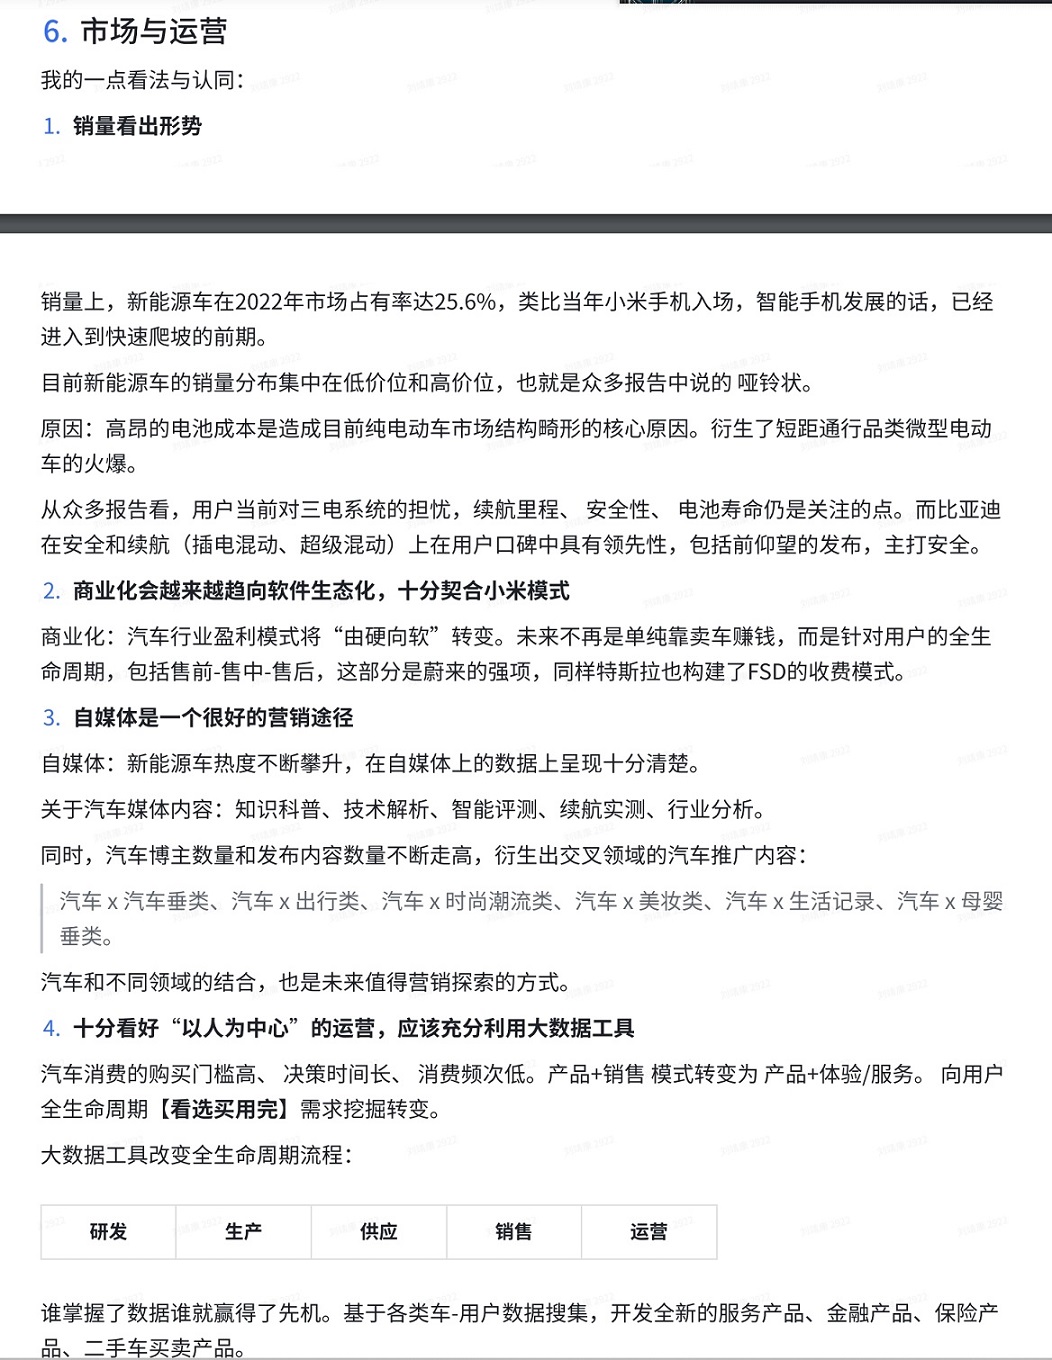 6. 市场与运营
我的一点看法与认同：
1. 销量看出形势
销量上，新能源车在2022年市场占有率达25.6%，类比当年小米手机入场，智能手机发展的话，已经
进入到快速爬坡的前期。
目前新能源车的销量分布集中在低价位和高价位，也就是众多报告中说的 哑铃状。
原因：高昂的电池成本是造成目前纯电动车市场结构畸形的核心原因。衍生了短距通行品类微型电动
车的火爆。
从众多报告看，用户当前对三电系统的担忧，续航里程、 安全性、 电池寿命仍是关注的点。而比亚迪
在安全和续航（插电混动、超级混动）上在用户口碑中具有领先性，包括前仰望的发布，主打安全。
2. 商业化会越来越趋向软件生态化，十分契合小米模式
商业化：汽车行业盈利模式将“由硬向软”转变。未来不再是单纯靠卖车赚钱，而是针对用户的全生
命周期，包括售前-售中-售后，这部分是蔚来的强项，同样特斯拉也构建了FSD的收费模式。
3. 自媒体是一个很好的营销途径
自媒体：新能源车热度不断攀升，在自媒体上的数据上呈现十分清楚。
关于汽车媒体内容：知识科普、技术解析、智能评测、续航实测、行业分析。
同时，汽车博主数量和发布内容数量不断走高，衍生出交叉领域的汽车推广内容：
汽车 x 汽车垂类、汽车 x 出行类、汽车 x 时尚潮流类、汽车 x 美妆类、汽车 x 生活记录、汽车 x 母婴
垂类。
汽车和不同领域的结合，也是未来值得营销探索的方式。
4. 十分看好“以人为中心”的运营，应该充分利用大数据工具
汽车消费的购买门槛高、 决策时间长、 消费频次低。产品+销售 模式转变为 产品+体验/服务。 向用户
全生命周期【看选买用完】需求挖掘转变。
大数据工具改变全生命周期流程：
研发 生产 供应 销售 运营
谁掌握了数据谁就赢得了先机。基于各类车-用户数据搜集，开发全新的服务产品、金融产品、保险产
品、二手车买卖产品。